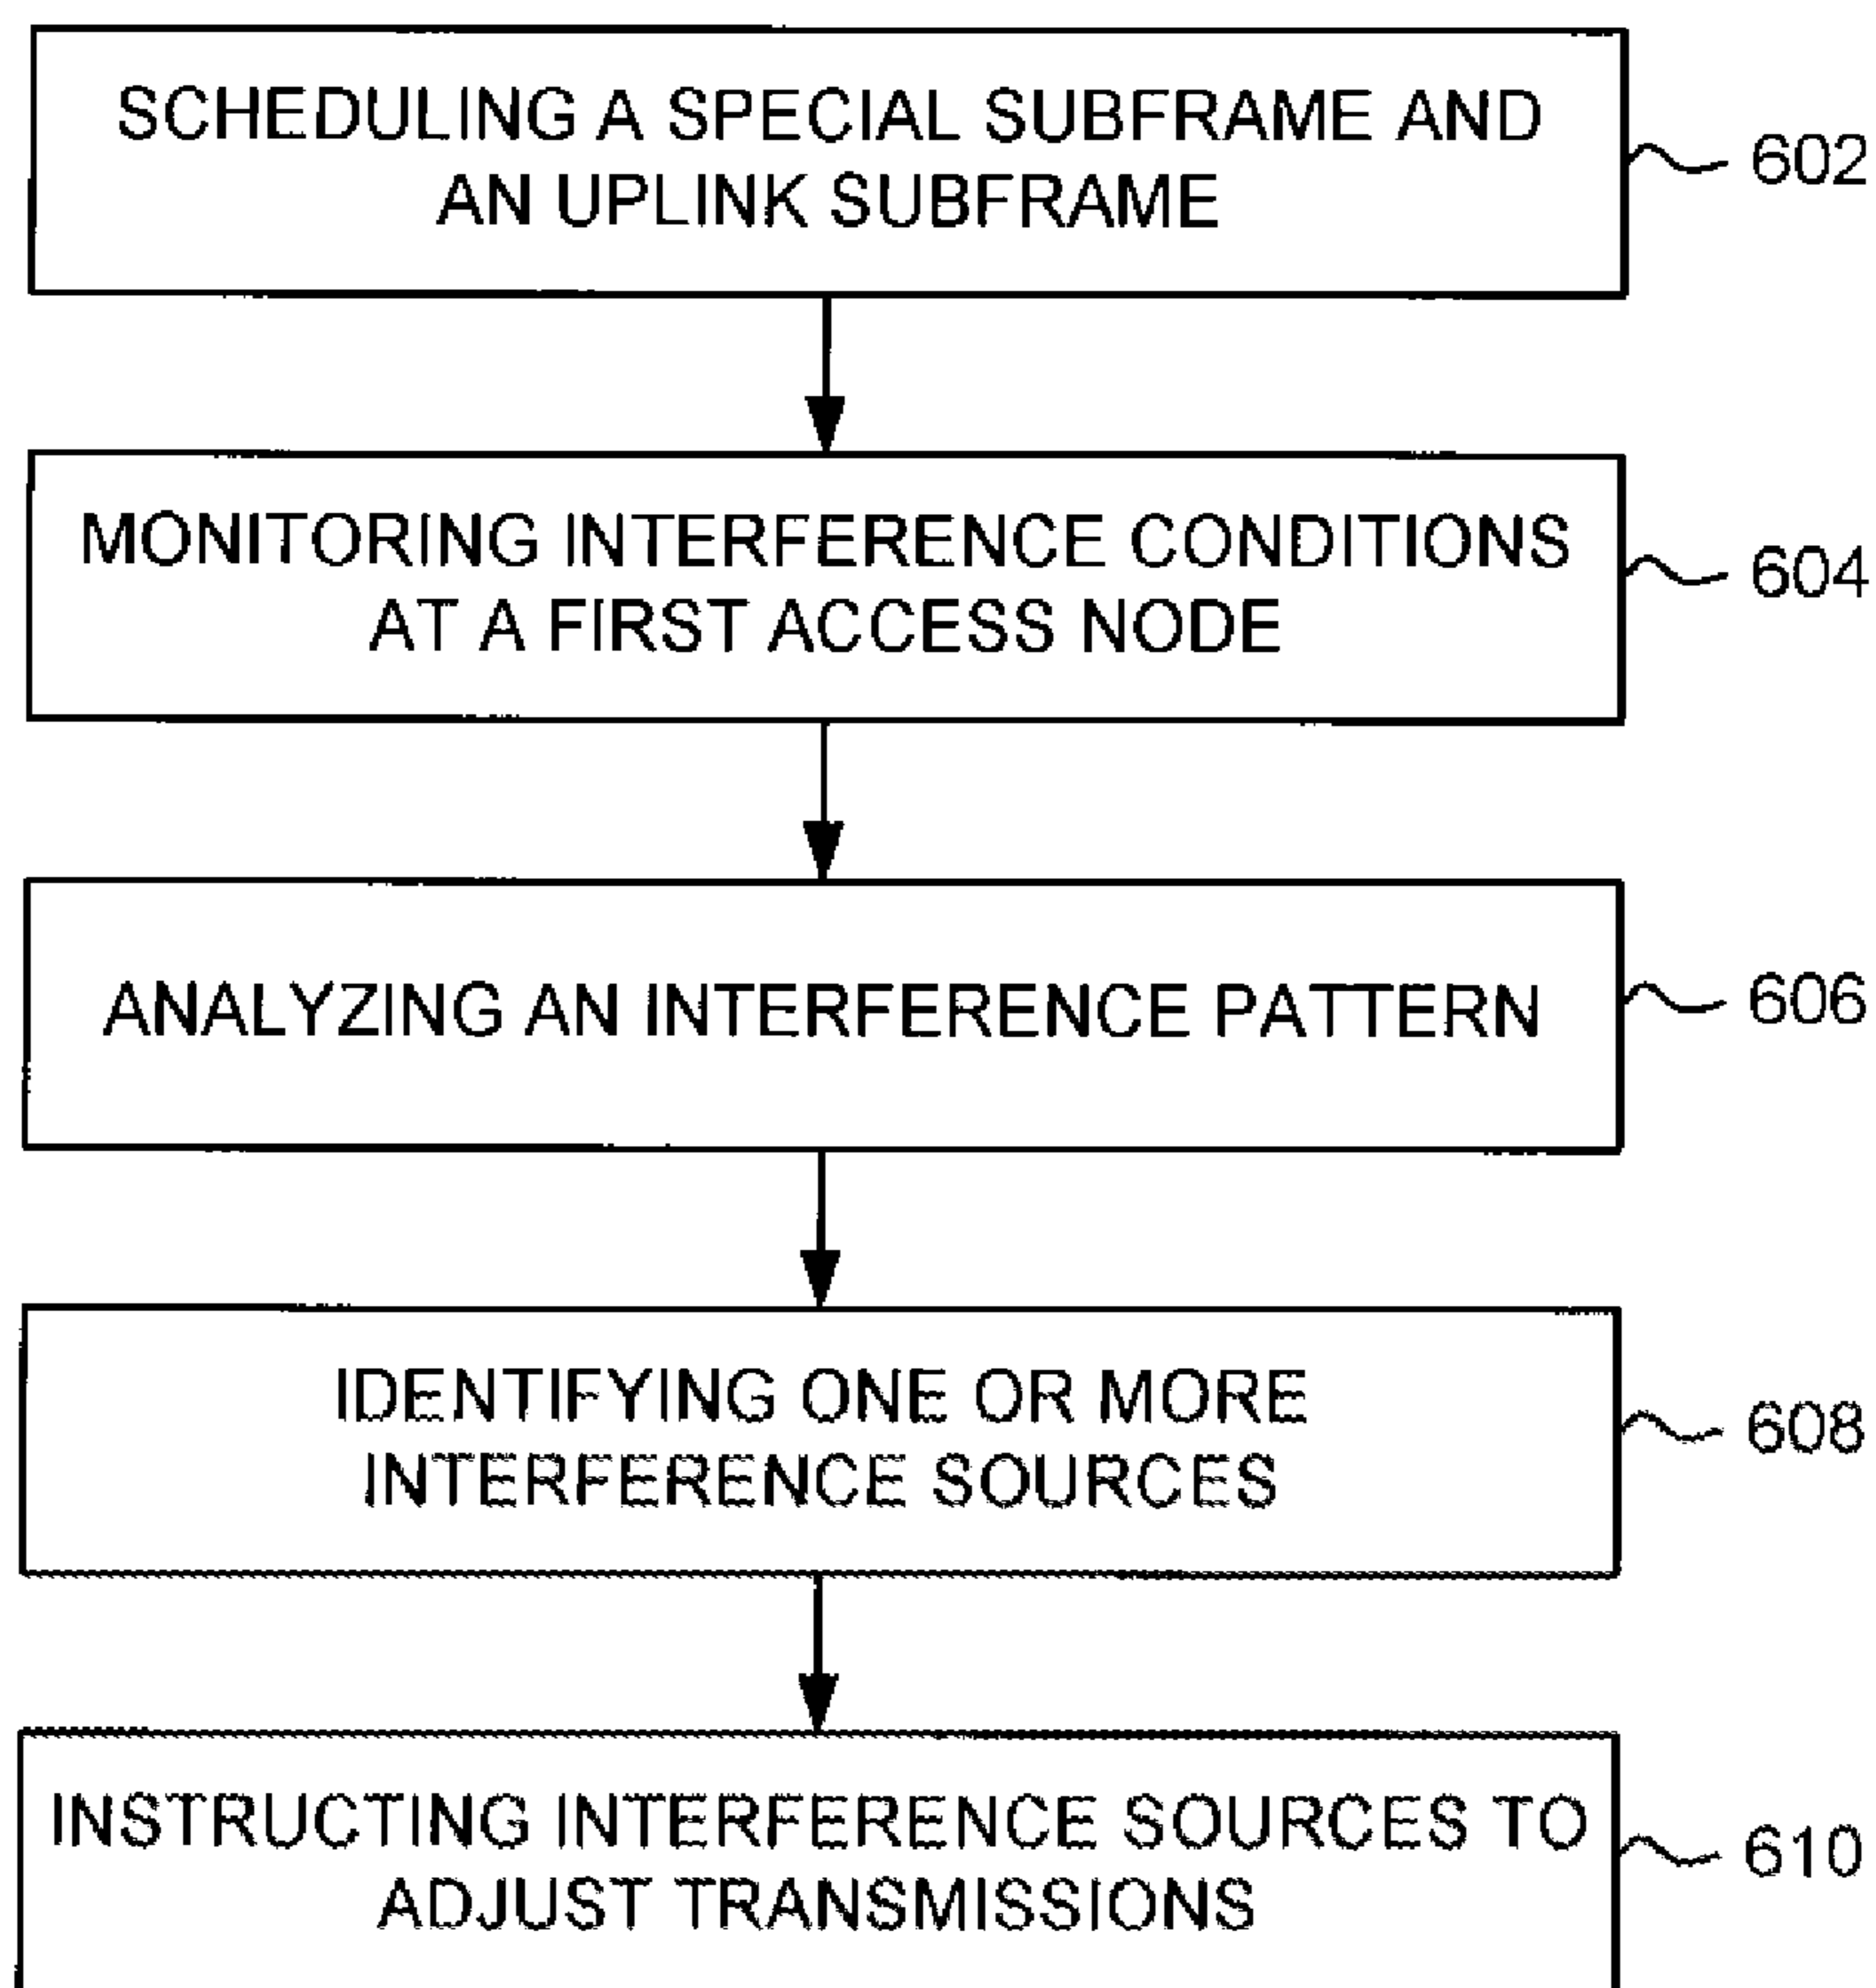 SCHEDULING A SPECIAL SUBFRAME AND
AN UPLINK SUBFRAME
602
MONITORING INTERFERENCE CONDITIONS
AT A FIRST ACCESS NODE
604
ANALYZING AN INTERFERENCE PATTERN
606
IDENTIFYING ONE OR MORE
INTERFERENCE SOURCES
608
INSTRUCTING INTERFERENCE SOURCES TO
ADJUST TRANSMISSIONS
610